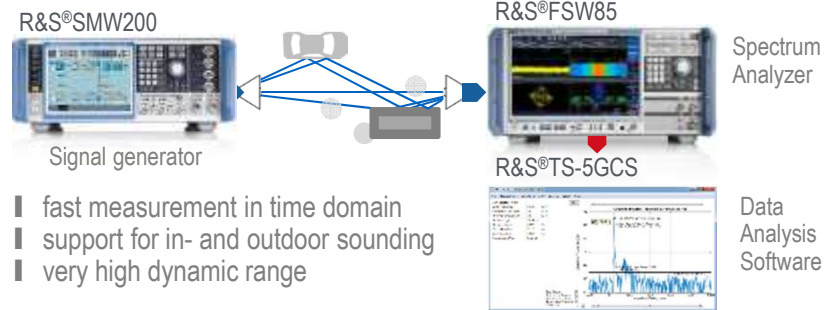 R&S®SMW200
R&S®FSW85
Spectrum
Analyzer
Signal generator
R&S®TS-5GCS
fast measurement in time domain
support for in- and outdoor sounding
very high dynamic range
Data
Analysis
Software